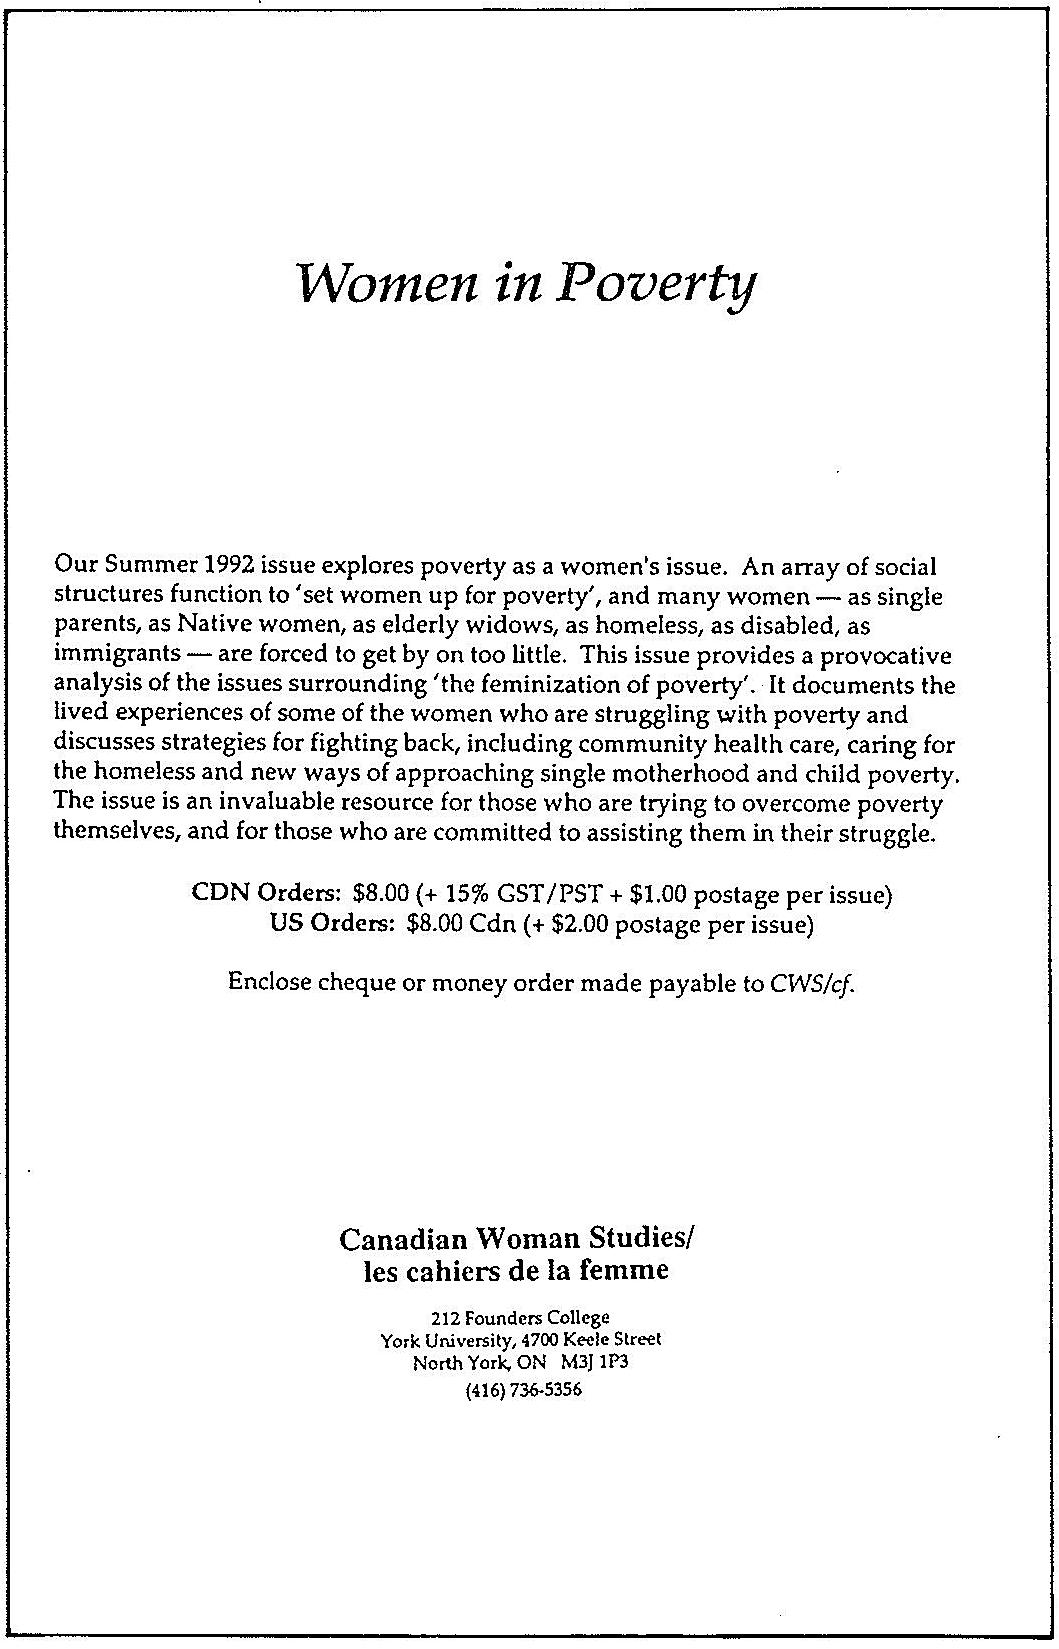 Women in Poverty
Our Summer 1992 issue explores poverty as a women's issue. An array of social
structures function to 'set women up for poverty', and many women — as single
parents, as Native women, as elderly widows, as homeless, as disabled, as
immigrants — are forced to get by on too little. This issue provides a provocative
analysis of the issues surrounding 'the feminization of poverty'. It documents the
lived experiences of some of the women who are struggling with poverty and
discusses strategies for fighting back, including community health care, caring for
the homeless and new ways of approaching single motherhood and child poverty.
The issue is an invaluable resource for those who are trying to overcome poverty
themselves, and for those who are committed to assisting them in their struggle.
CDN Orders: $8.00 (+ 15% GST/PST + $1.00 postage per issue)
US Orders: $8.00 Cdn (+ $2.00 postage per issue)
Enclose cheque or money order made payable to CWS/cf.
Canadian Woman Studies/
les cahiers de la femme
212 Founders College
York University, 4700 Keele Street
North York, ON M3J 1P3
(416) 736-5356